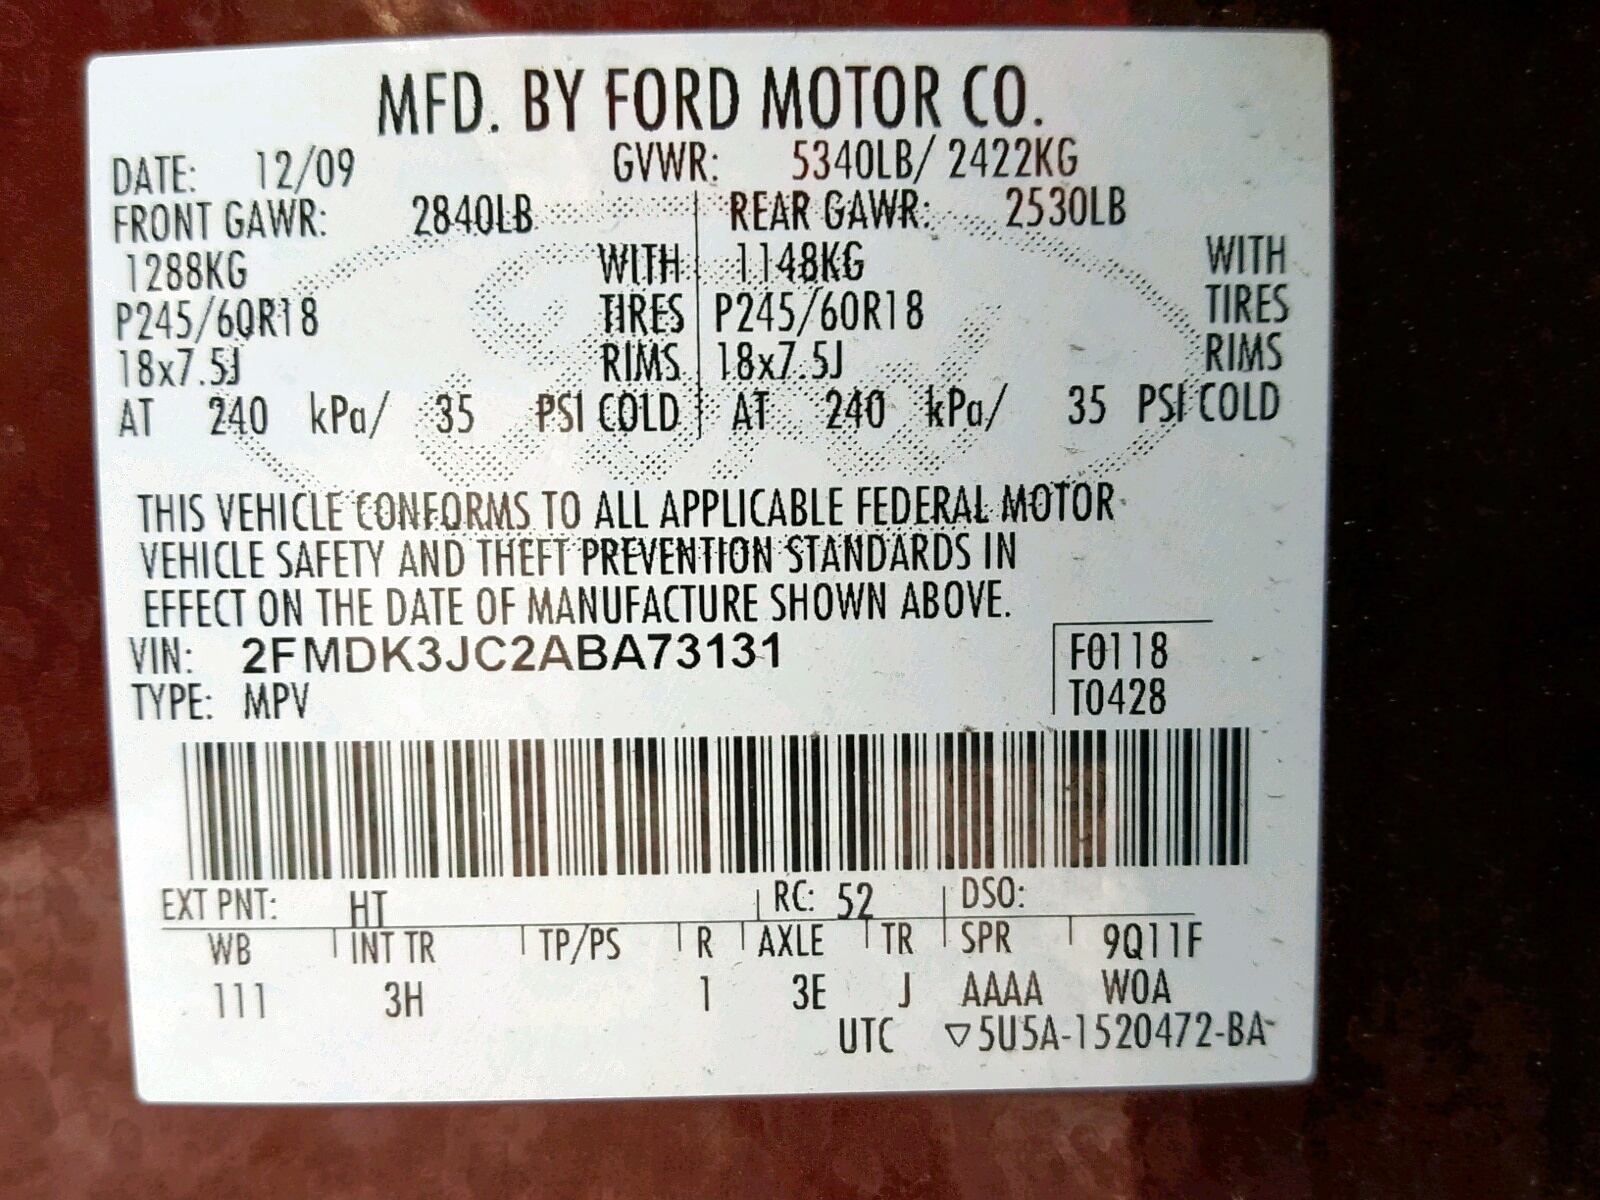 MFD. BY FORD MOTOR CO.
DATE: 12/09 GVWR: 5340LB/ 2422KG
FRONT GAWR: 2840LB REAR GAWR: 2530LB
1288KG WITH 1148KG WITH
P245/60R18 TIRES P245/60R18 TIRES
18x7.5J RIMS 18x7.5J RIMS
AT 240 kPa/ 35 PSI COLD AT 240 kPa/ 35 PSI COLD
THIS VEHICLE CONFORMS TO ALL APPLICABLE FEDERAL MOTOR
VEHICLE SAFETY AND THEFT PREVENTION STANDARDS IN
EFFECT ON THE DATE OF MANUFACTURE SHOWN ABOVE.
VIN: 2FMDK3JC2ABA73131 F0118
TYPE: MPV T0428
EXT PNT: HT RC: 52 DSO:
WB INT TR TP/PS R AXLE TR SPR 9Q11F
111 3H 1 3E J AAAA WOA
UTC ▽5U5A-1520472-BA